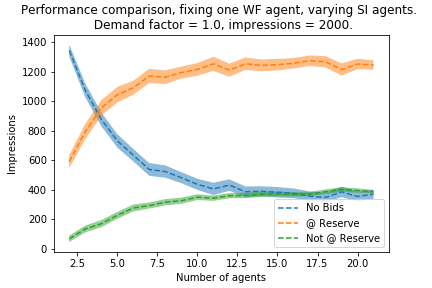 Performance comparison, fixing one WF agent, varying SI agents.
Demand factor = 1.0, impressions = 2000.
1400
1200
1000
800
600
400
200
0
Impressions
No Bids
@ Reserve
Not @ Reserve
2.5 5.0 7.5 10.0 12.5 15.0 17.5 20.0
Number of agents